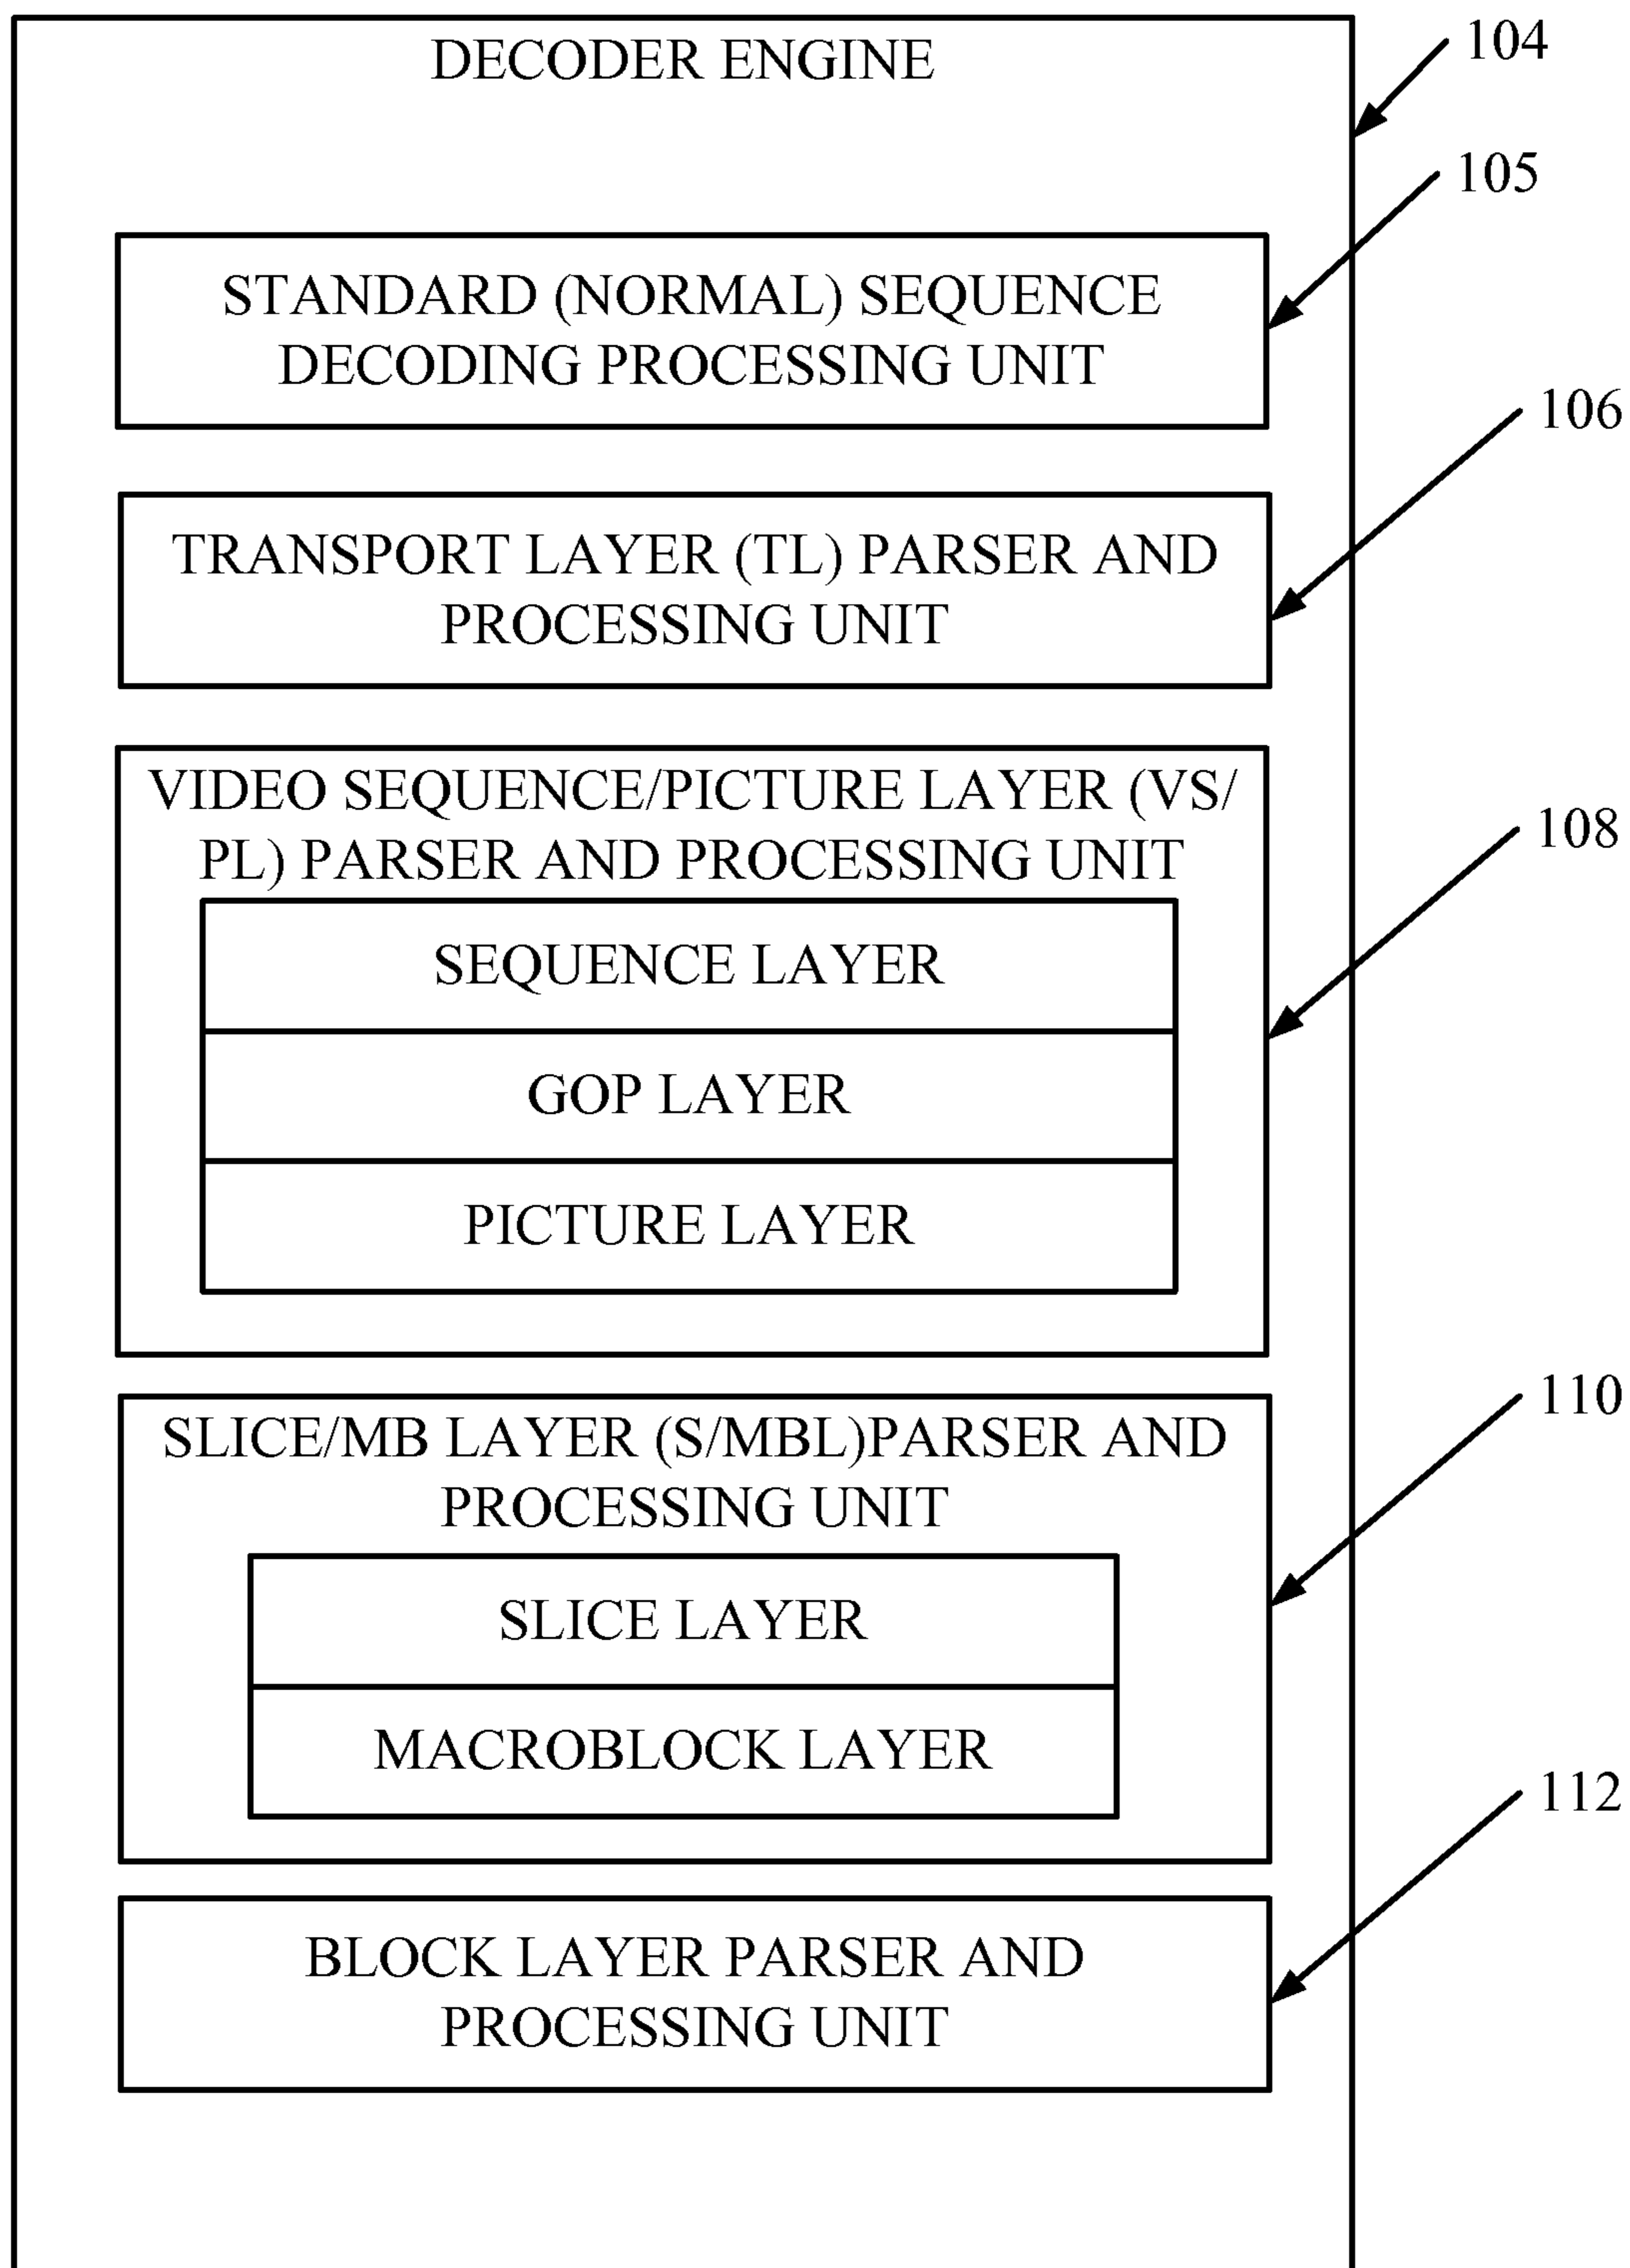 DECODER ENGINE
104
105
STANDARD (NORMAL) SEQUENCE
DECODING PROCESSING UNIT
106
TRANSPORT LAYER (TL) PARSER AND
PROCESSING UNIT
VIDEO SEQUENCE/PICTURE LAYER (VS/
PL) PARSER AND PROCESSING UNIT
108
SEQUENCE LAYER
GOP LAYER
PICTURE LAYER
110
SLICE/MB LAYER (S/MBL)PARSER AND
PROCESSING UNIT
SLICE LAYER
MACROBLOCK LAYER
112
BLOCK LAYER PARSER AND
PROCESSING UNIT